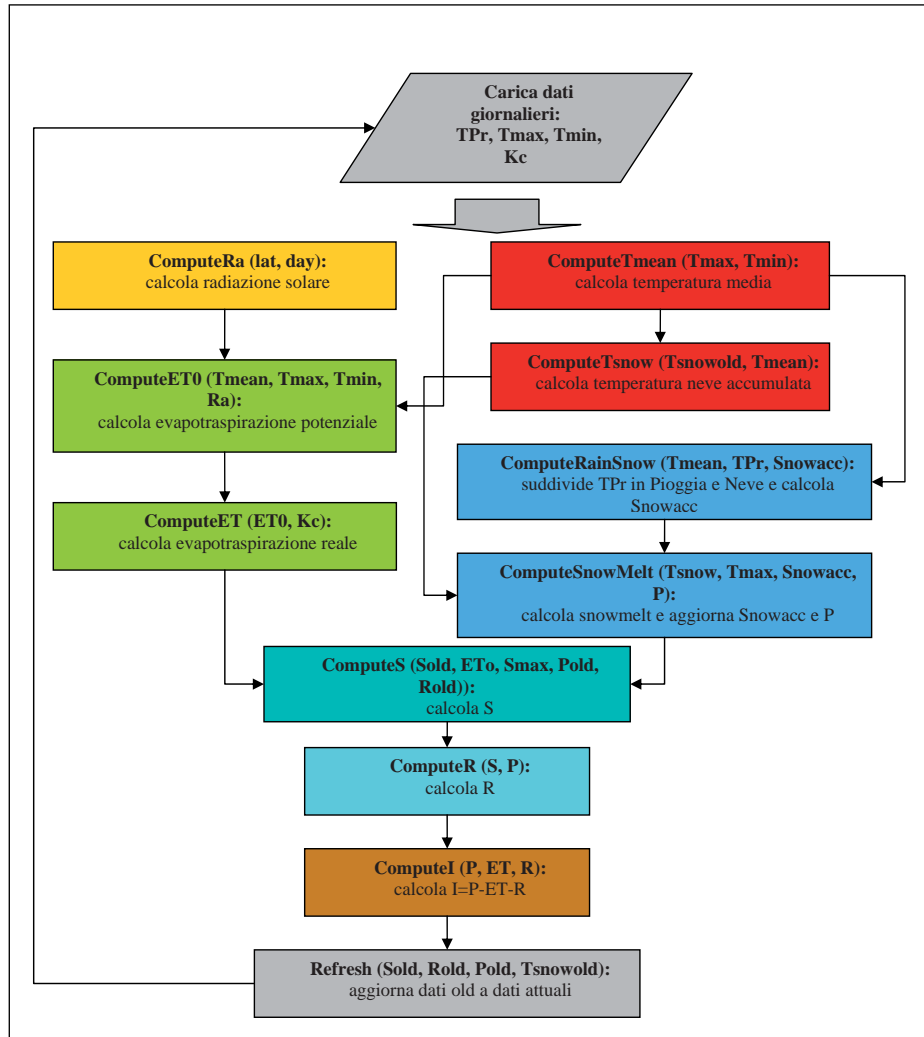 Carica dati
giornalieri:
TPr, Tmax, Tmin,
Kc
ComputeRa (lat, day):
calcola radiazione solare
ComputeTmean (Tmax, Tmin):
calcola temperatura media
ComputeET0 (Tmean, Tmax, Tmin,
Ra):
calcola evapotraspirazione potenziale
ComputeTsnow (Tsnowold, Tmean):
calcola temperatura neve accumulata
ComputeRainSnow (Tmean, TPr, Snowacc):
suddivide TPr in Pioggia e Neve e calcola
Snowacc
ComputeET (ET0, Kc):
calcola evapotraspirazione reale
ComputeSnowMelt (Tsnow, Tmax, Snowacc,
P):
calcola snowmelt e aggiorna Snowacc e P
ComputeS (Sold, ETo, Smax, Pold,
Rold)):
calcola S
ComputeR (S, P):
calcola R
ComputeI (P, ET, R):
calcola I=P-ET-R
Refresh (Sold, Rold, Pold, Tsnowold):
aggiorna dati old a dati attuali